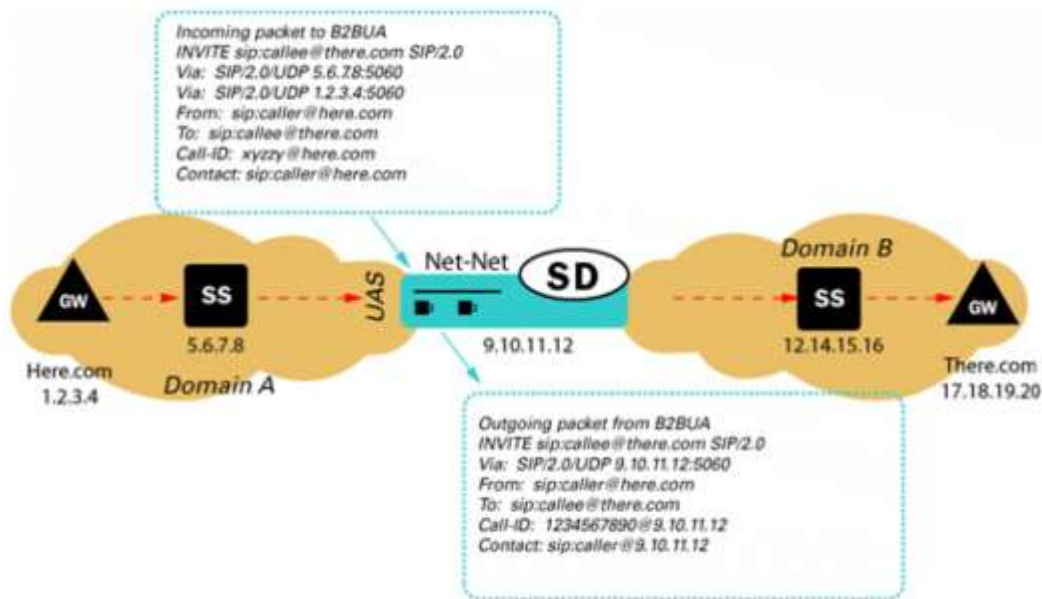 Incoming packet to B2BUA
INVITE sip:callee@there.com SIP/2.0
Via: SIP/2.0/UDP 5.6.7.8:5060
Via: SIP/2.0/UDP 1.2.3.4:5060
From: sip:caller@here.com
To: sip:callee@there.com
Call-ID: xyzzy@here.com
Contact: sip:caller@here.com
Domain B
Net-Net
SD
UAS
GW
SS
SS
GW
5.6.7.8
9.10.11.12
12.14.15.16
Here.com
1.2.3.4
Domain A
There.com
17.18.19.20
Outgoing packet from B2BUA
INVITE sip:callee@there.com SIP/2.0
Via: SIP/2.0/UDP 9.10.11.12:5060
From: sip:caller@here.com
To: sip:callee@there.com
Call-ID: 1234567890@9.10.11.12
Contact: sip:caller@9.10.11.12